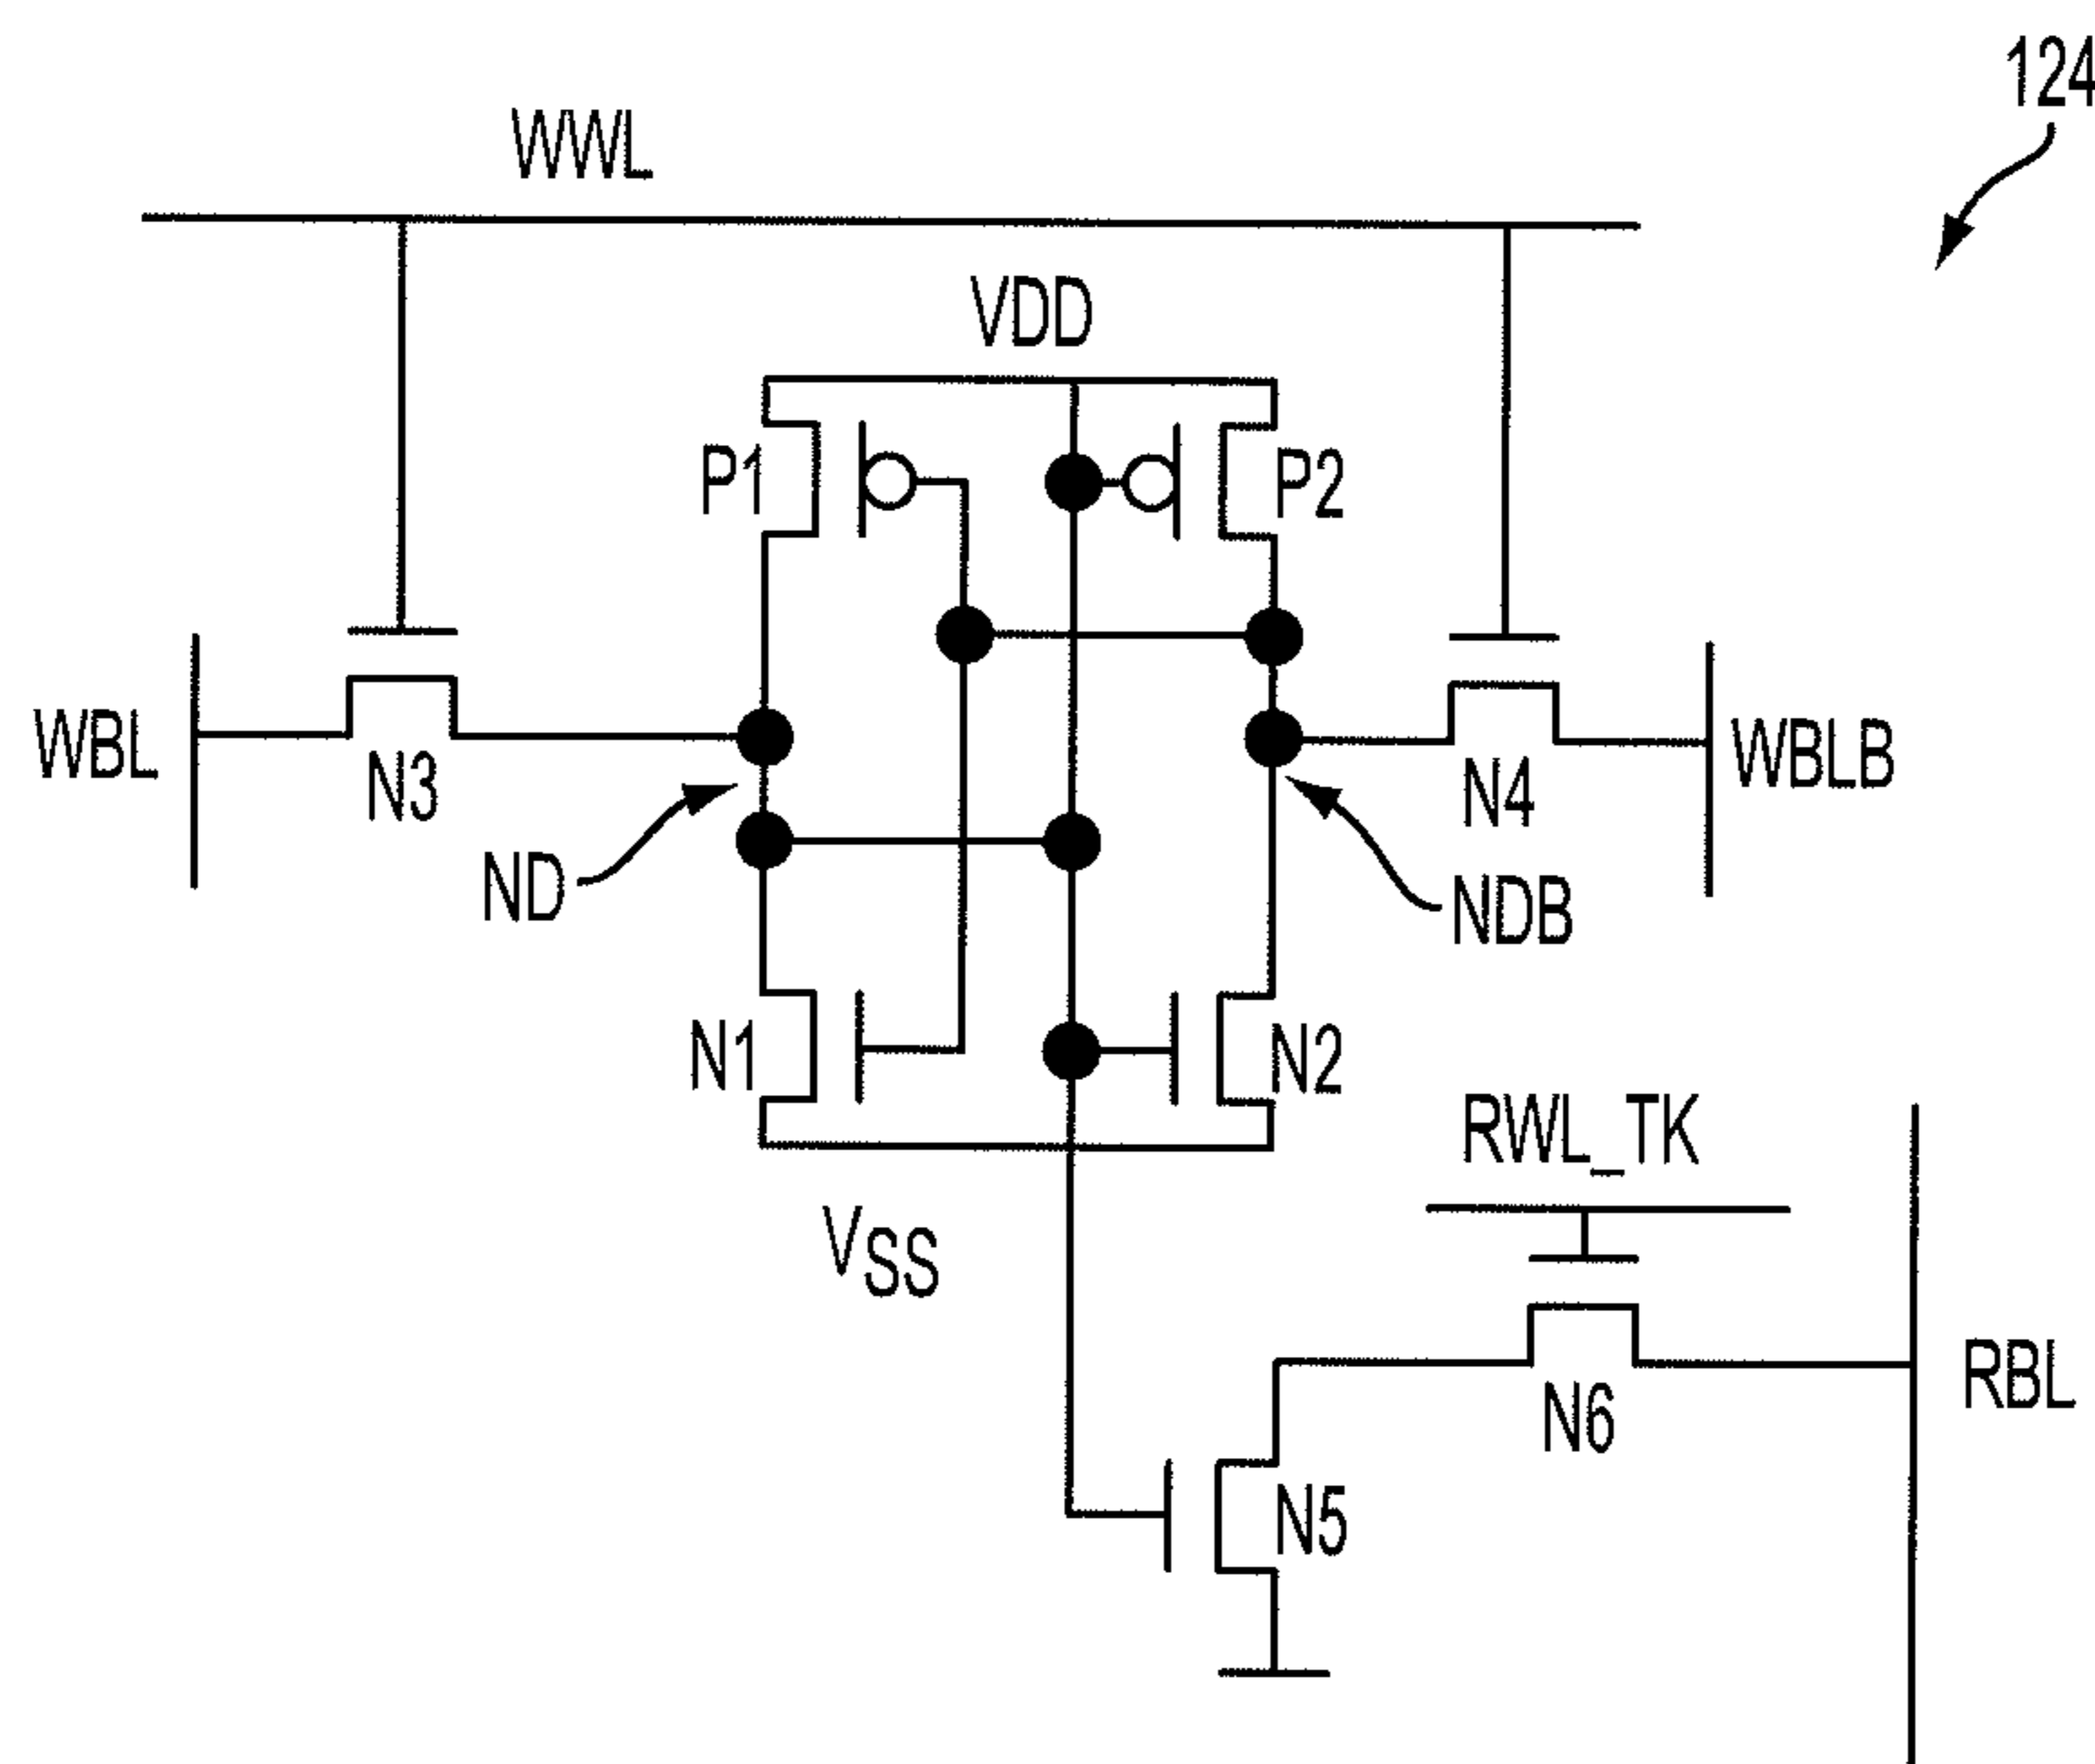 124
WWL
VDD
P1
P2
WBL
N3
N4
WBLB
ND
NDB
N1
N2
RWL_TK
VSS
RBL
N6
N5